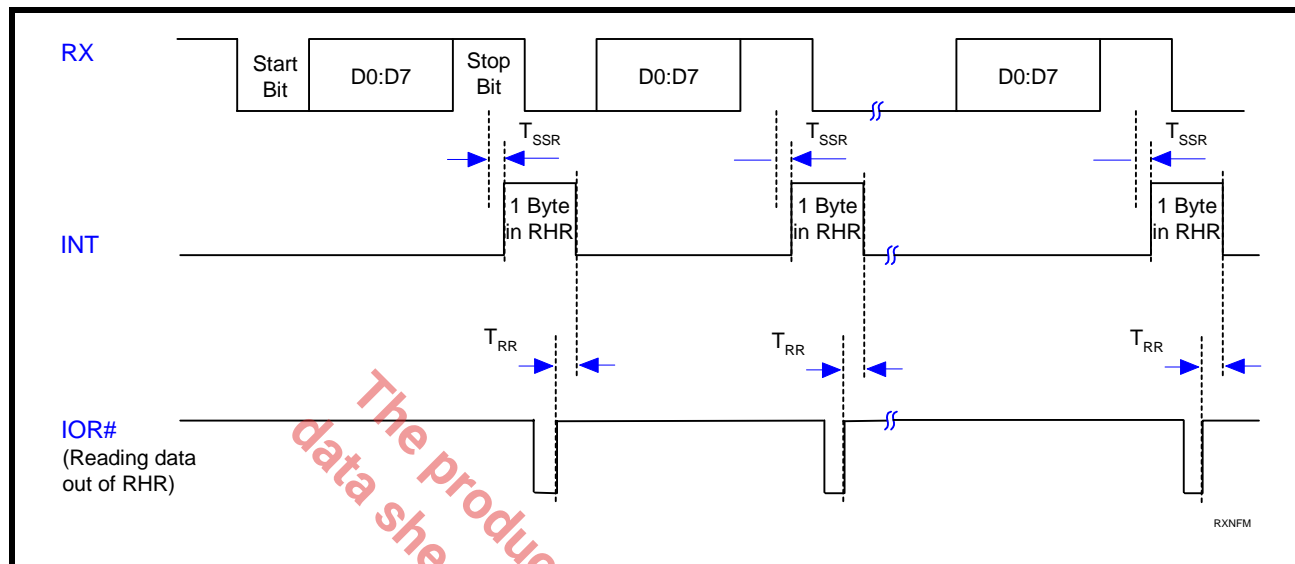 RX
Start
Bit
D0:D7
Stop
Bit
D0:D7
D0:D7
TSSR
TSSR
TSSR
1 Byte
in RHR
1 Byte
in RHR
1 Byte
in RHR
INT
TRR
TRR
TRR
IOR#
(Reading data
out of RHR)
The produc
data she
RXNFM